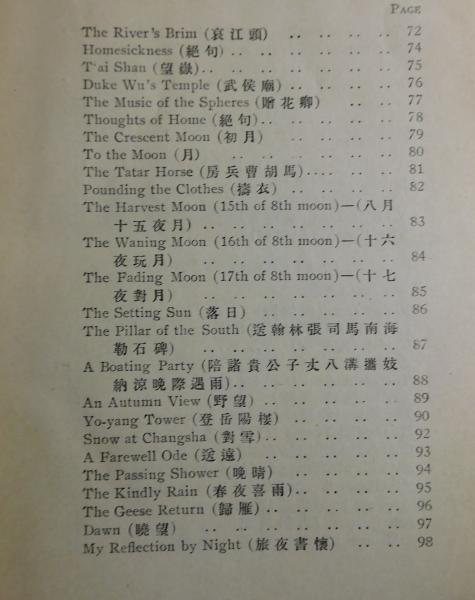 PAGE
The River's Brim (哀江頭) .. .. .. .. 72
Homesickness (絕句) .. .. .. .. .. 74
T'ai Shan (望嶽).. .. .. .. .. .. 75
Duke Wu's Temple (武侯廟) .. .. .. .. 76
The Music of the Spheres (贈花卿) .. .. .. 77
Thoughts of Home (絕句) .. .. .. .. .. 78
The Crescent Moon (初月) .. .. .. .. 79
To the Moon (月) .. .. .. .. .. .. 80
The Tatar Horse (房兵曹胡馬).. .. .. .. 81
Pounding the Clothes (擣衣) .. .. .. .. 82
The Harvest Moon (15th of 8th moon)—(八月
十五夜月) .. .. .. .. .. .. .. 83
The Waning Moon (16th of 8th moon)—(十六
夜玩月) .. .. .. .. .. .. .. 84
The Fading Moon (17th of 8th moon)—(十七
夜對月) .. .. .. .. .. .. .. 85
The Setting Sun (落日) .. .. .. .. .. 86
The Pillar of the South (送翰林張司馬南海
勒石碑) .. .. .. .. .. .. .. 87
A Boating Party (陪諸貴公子丈八溝攜妓
納涼晚際遇雨).. .. .. .. .. .. 88
An Autumn View (野望) .. .. .. .. .. 89
Yo-yang Tower (登岳陽樓) .. .. .. .. 90
Snow at Changsha (對雪) .. .. .. .. .. 92
A Farewell Ode (送遠) .. .. .. .. .. 93
The Passing Shower (晚晴) .. .. .. .. 94
The Kindly Rain (春夜喜雨).. .. .. .. 95
The Geese Return (歸雁) .. .. .. .. .. 96
Dawn (曉望) .. .. .. .. .. .. .. 97
My Reflection by Night (旅夜書懷) .. .. .. 98